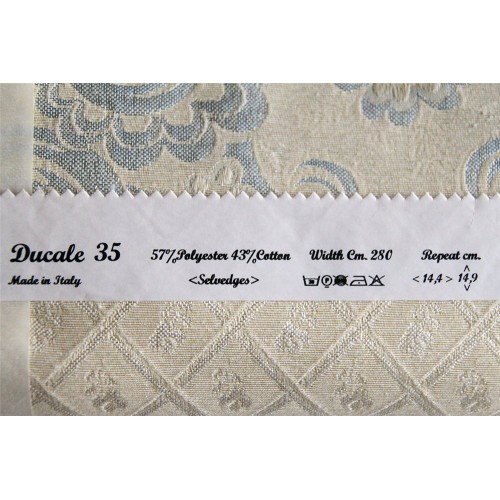 Ducale 35 57%Polyester 43%Cotton Width Cm. 280 Repeat cm.
Made in Italy <Selvedges> < 14,4 > 14,9